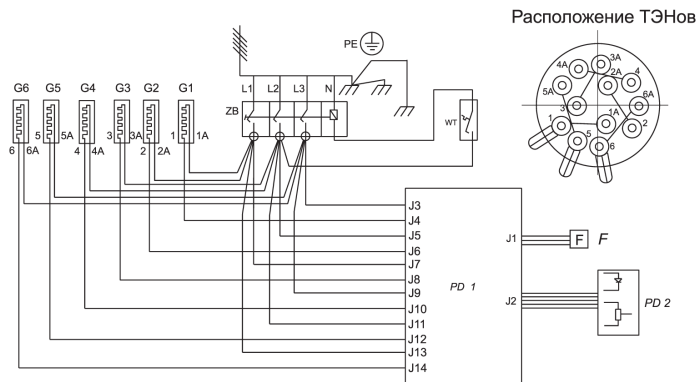 Расположение ТЭНов
PE
G6 G5 G4 G3 G2 G1
L1 L2 L3 N
ZB
WT
6 6A 5 5A 4 4A 3 3A 2 2A 1 1A
4A 3A 2A 4
5A 3 6A
1 1A 2
5 6
J3
J4
J5
J6
J7
J8
J9
J10
J11
J12
J13
J14
PD 1
J1
J2
F F
PD 2